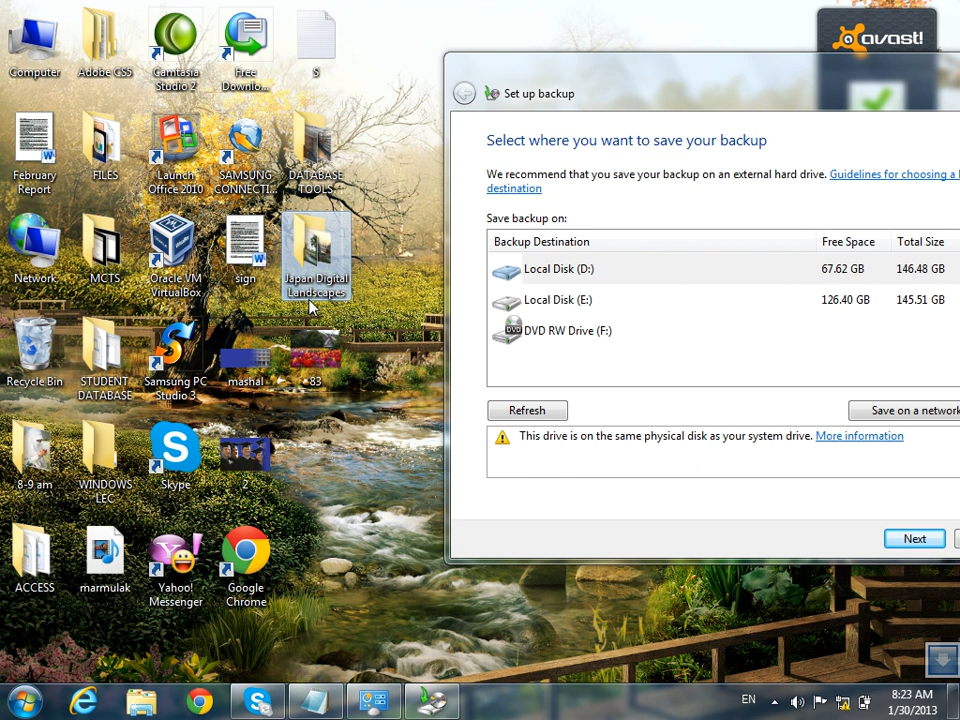 Computer
Adobe CS5
Camtasia
Studio 2
Free
Downlo...
S
February
Report
FILES
Launch
Office 2010
SAMSUNG
CONNECTI...
DATABASE
TOOLS
Network
MCTS
Oracle VM
VirtualBox
sign
Japan Digital
Landscapes
Recycle Bin
STUDENT
DATABASE
Samsung PC
Studio 3
mashal
83
8-9 am
WINDOWS
LEC
Skype
2
ACCESS
marmulak
Yahoo!
Messenger
Google
Chrome
avast!
Set up backup
Select where you want to save your backup
We recommend that you save your backup on an external hard drive. Guidelines for choosing a
destination
Save backup on:
Backup Destination Free Space Total Size
Local Disk (D:) 67.62 GB 146.48 GB
Local Disk (E:) 126.40 GB 145.51 GB
DVD RW Drive (F:)
Refresh
Save on a network
This drive is on the same physical disk as your system drive. More information
Next
EN
8:23 AM
1/30/2013